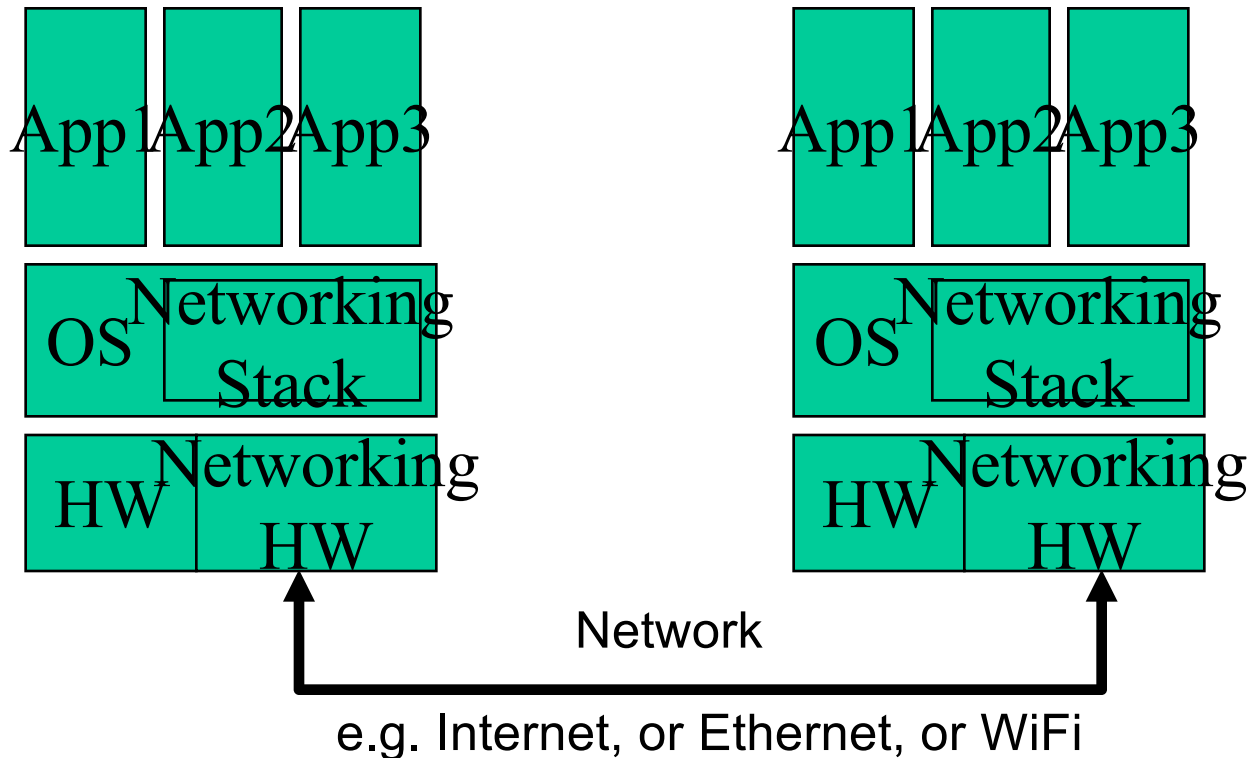 App1 App2 App3 App1 App2 App3
Networking Networking
OS OS
Stack Stack
Networking Networking
HW HW
HW HW
Network
e.g. Internet, or Ethernet, or WiFi